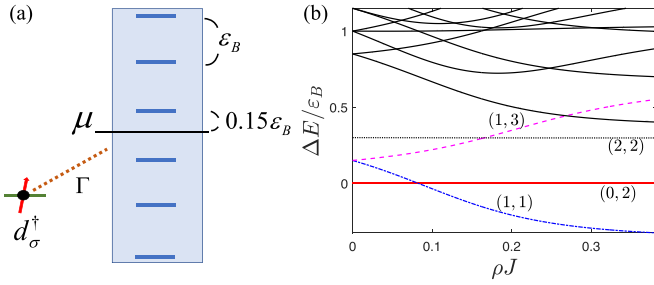 (a)
ε_B
μ
0.15ε_B
Γ
d_σ^†
(b)
ΔE/ε_B
1
0.5
0
(1, 3)
(2, 2)
(0, 2)
(1, 1)
0
0.1
0.2
0.3
ρJ